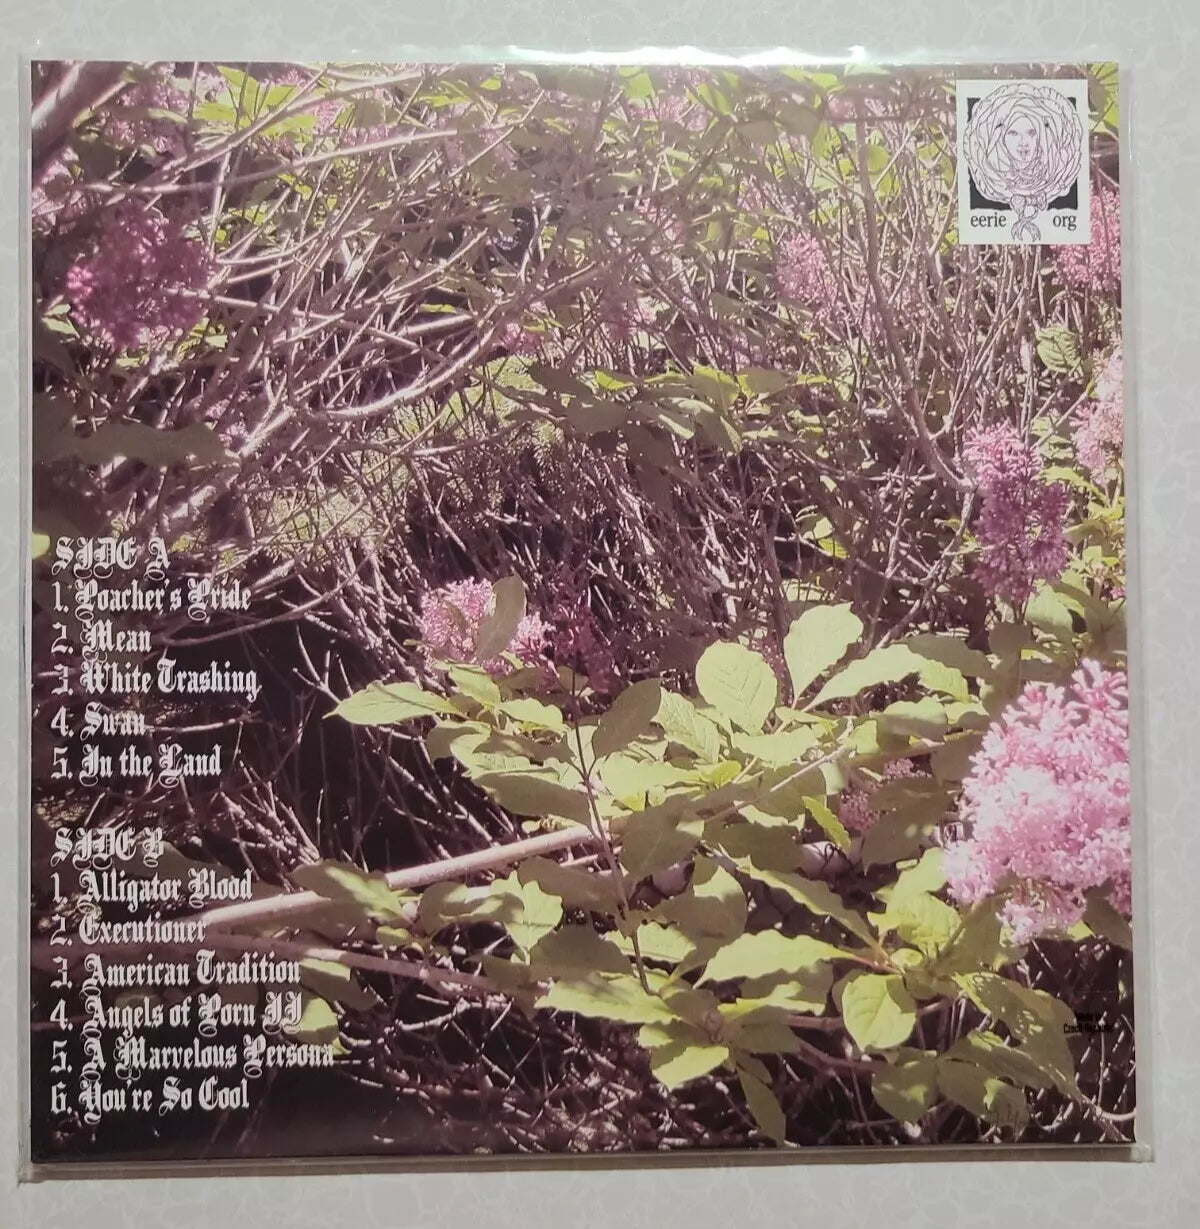 eerie org
SIDE A
1. Poacher's Pride
2. Mean
3. White Trashing
4. Swan
5. In the Land
SIDE B
1. Alligator Blood
2. Executioner
3. American Tradition
4. Angels of Porn II
5. A Marvelous Persona
6. You're So Cool